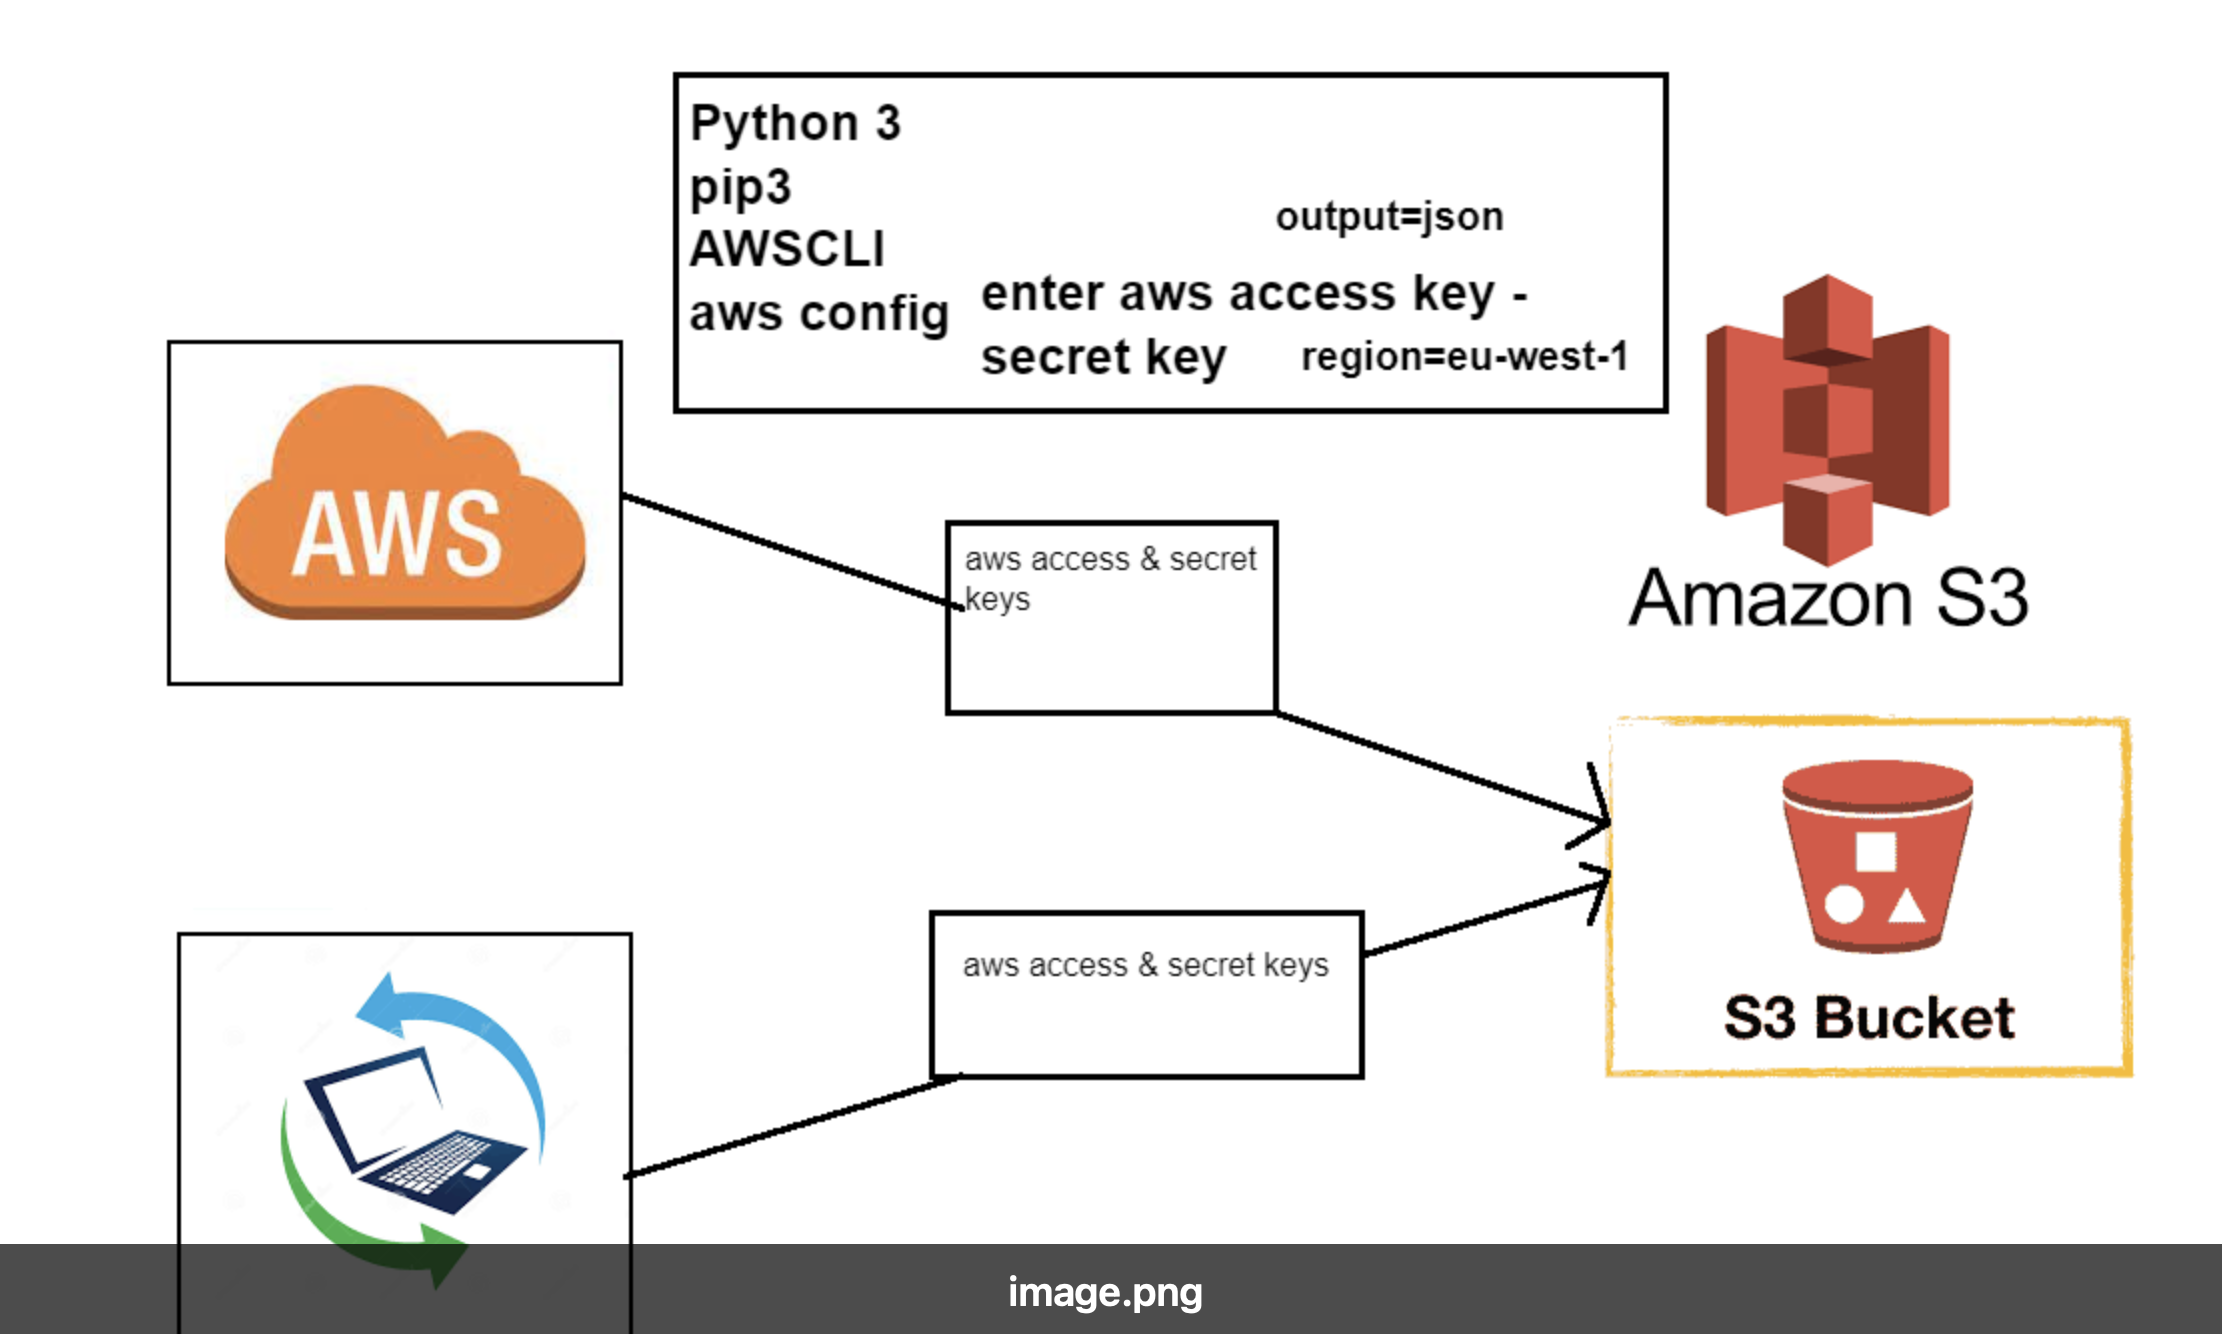 Python 3
pip3
AWSCLI
aws config
output=json
enter aws access key -
secret key
region=eu-west-1
AWS
aws access & secret
keys
Amazon S3
aws access & secret keys
S3 Bucket
image.png